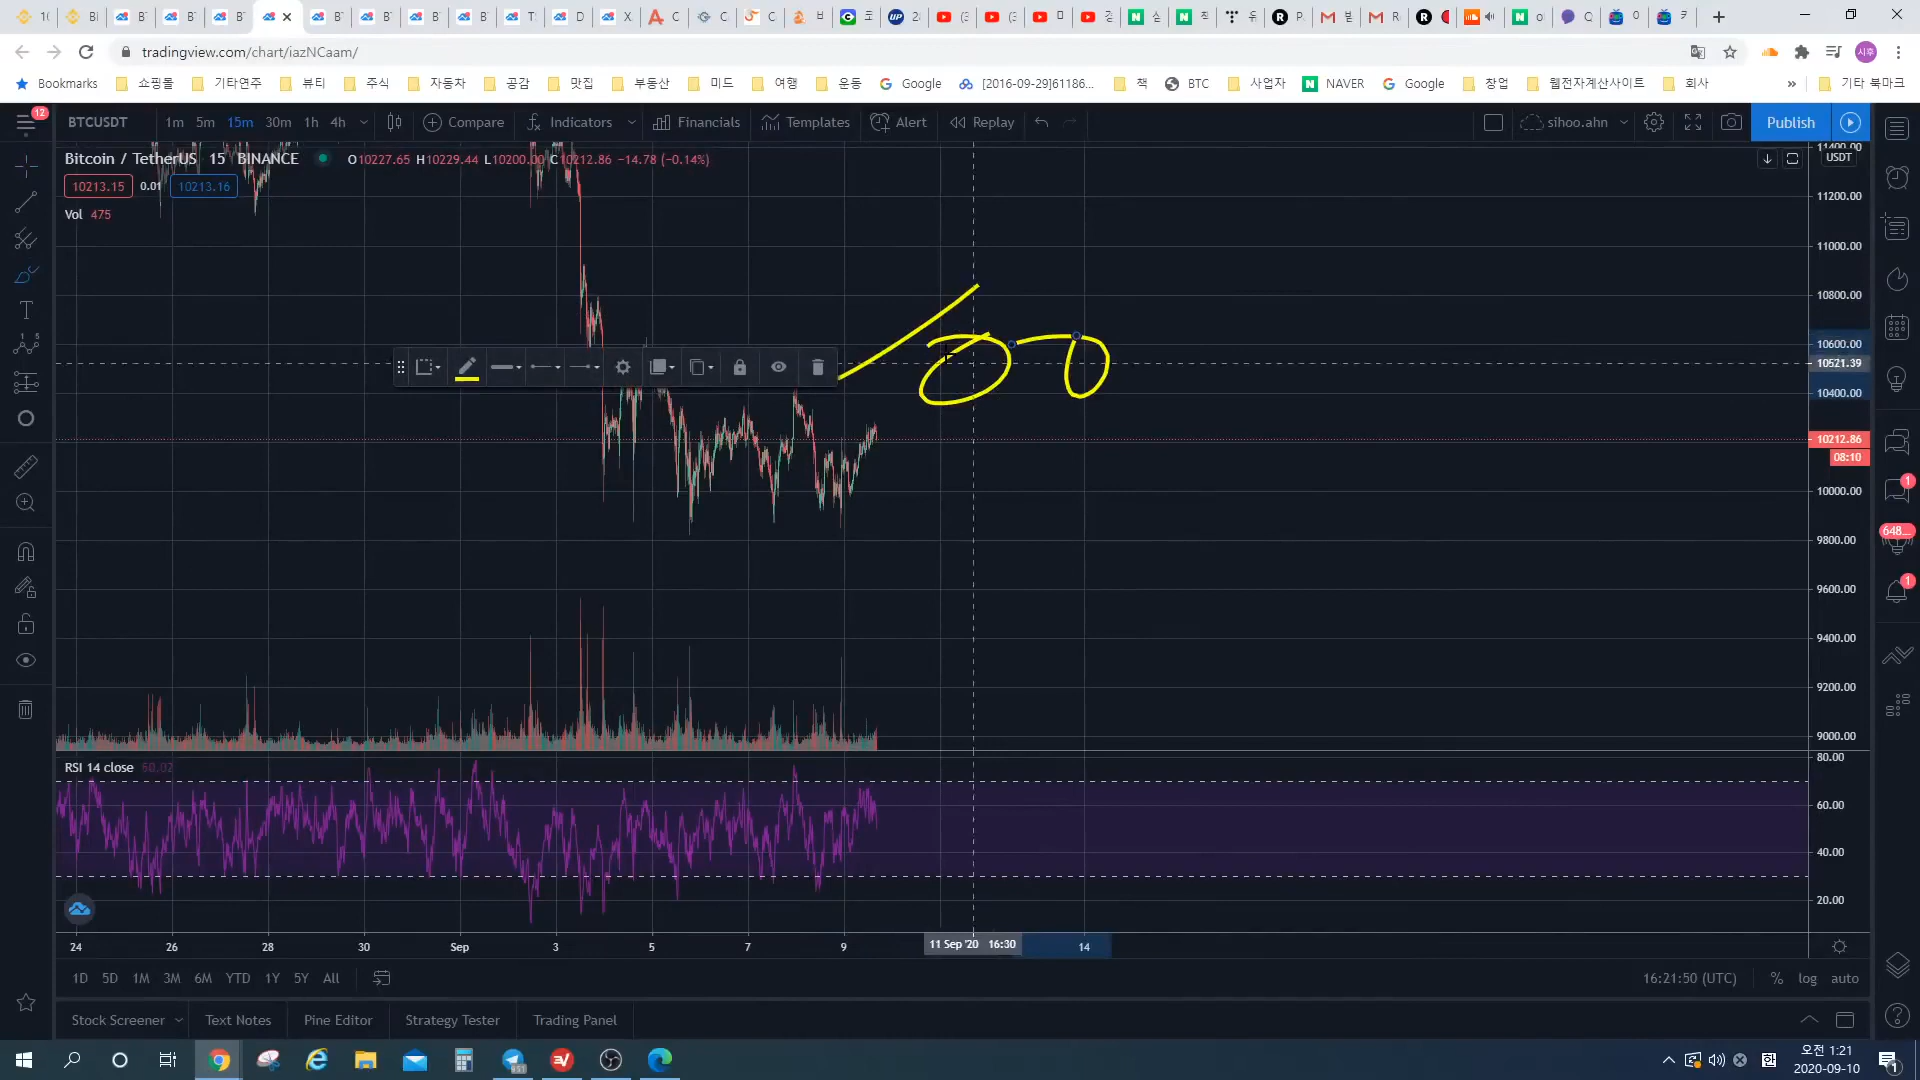 tradingview.com/chart/iazNCaam/
Bookmarks 쇼핑몰 기타연주 뷰티 주식 자동차 공감 맛집 부동산 미드 여행 운동 Google [2016-09-29]61186... 책 BTC 사업자 NAVER Google 창업 웹전자계산사이트 회사 » 기타 북마크
12 BTCUSDT 1m 5m 15m 30m 1h 4h Compare Indicators Financials Templates Alert Replay sihoo.ahn Publish
Bitcoin / TetherUS 15 BINANCE O10227.65 H10229.44 L10200.00 C10212.86 −14.78 (−0.14%)
10213.15 0.01 10213.16
Vol 475
11400.00
USDT
11200.00
11000.00
10800.00
10600.00
10521.39
10400.00
10212.86
08:10
10000.00
9800.00
9600.00
9400.00
9200.00
9000.00
1
648...
1
RSI 14 close 60.02
80.00
60.00
40.00
20.00
24 26 28 30 Sep 3 5 7 9 11 Sep '20 16:30 14
1D 5D 1M 3M 6M YTD 1Y 5Y All 16:21:50 (UTC) % log auto
Stock Screener Text Notes Pine Editor Strategy Tester Trading Panel
오전 1:21
2020-09-10